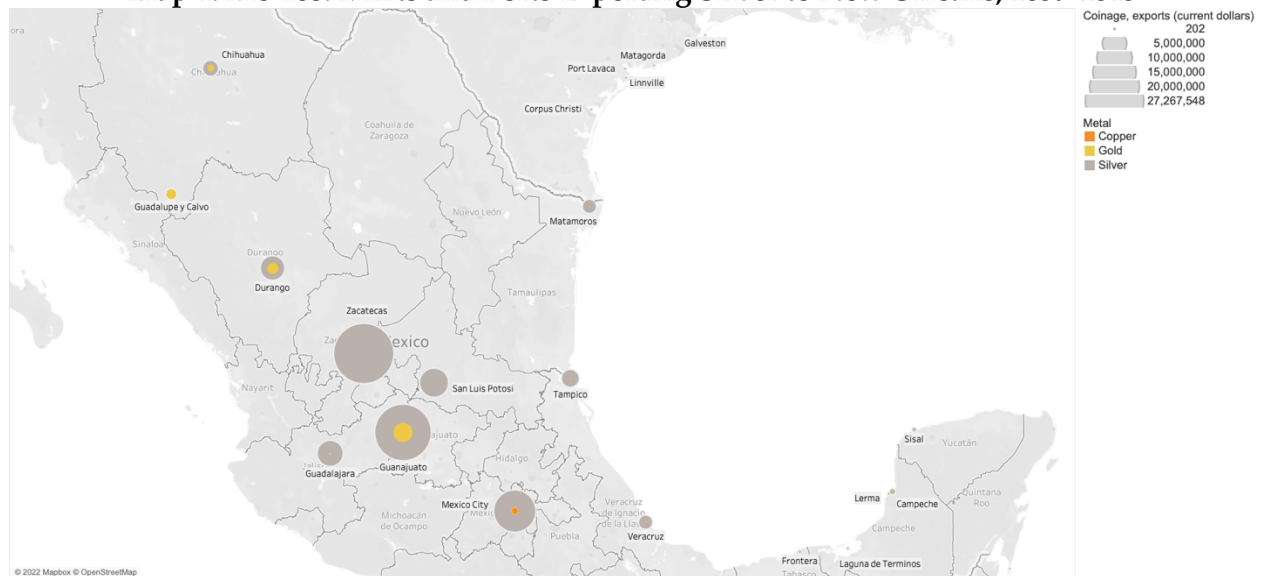 Coinage, exports (current dollars)
202
5,000,000
10,000,000
15,000,000
20,000,000
27,267,548
Metal
Copper
Gold
Silver
ora
Chihuahua
Galveston
Matagorda
Port Lavaca
Linnville
Corpus Christi
Coahuila de
Zaragoza
Guadalupe y Calvo
Nuevo León
Matamoros
Sinaloa
Durango
Durango
Tamaulipas
Zacatecas
exico
Nayarit
San Luis Potosi
Tampico
ajuato
Guanajuato
Guadalajara
Hidalgo
Sisal
Yucatán
Mexico City
Michoacán
de Ocampo
Veracruz
de Ignacio
de la Lla
Veracruz
Puebla
Lerma
Campeche
Quintana
Roo
Campeche
Frontera
Laguna de Terminos
Tabasco
© 2022 Mapbox © OpenStreetMap